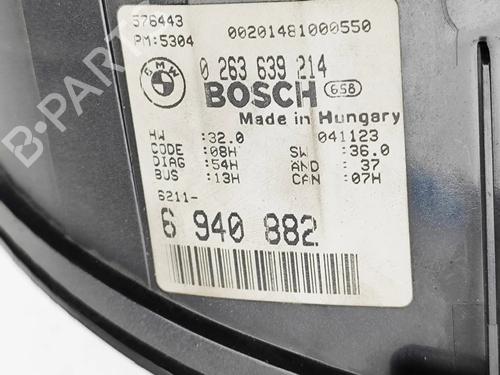 576443 00201481000550
PM:5304
BMW 0 263 639 214
BOSCH 658
Made in Hungary
HW :32.0 041123
CODE :08H SW :36.0
DIAG :54H AND : 37
BUS :13H CAN :07H
6211-
6 940 882
B-PARTS